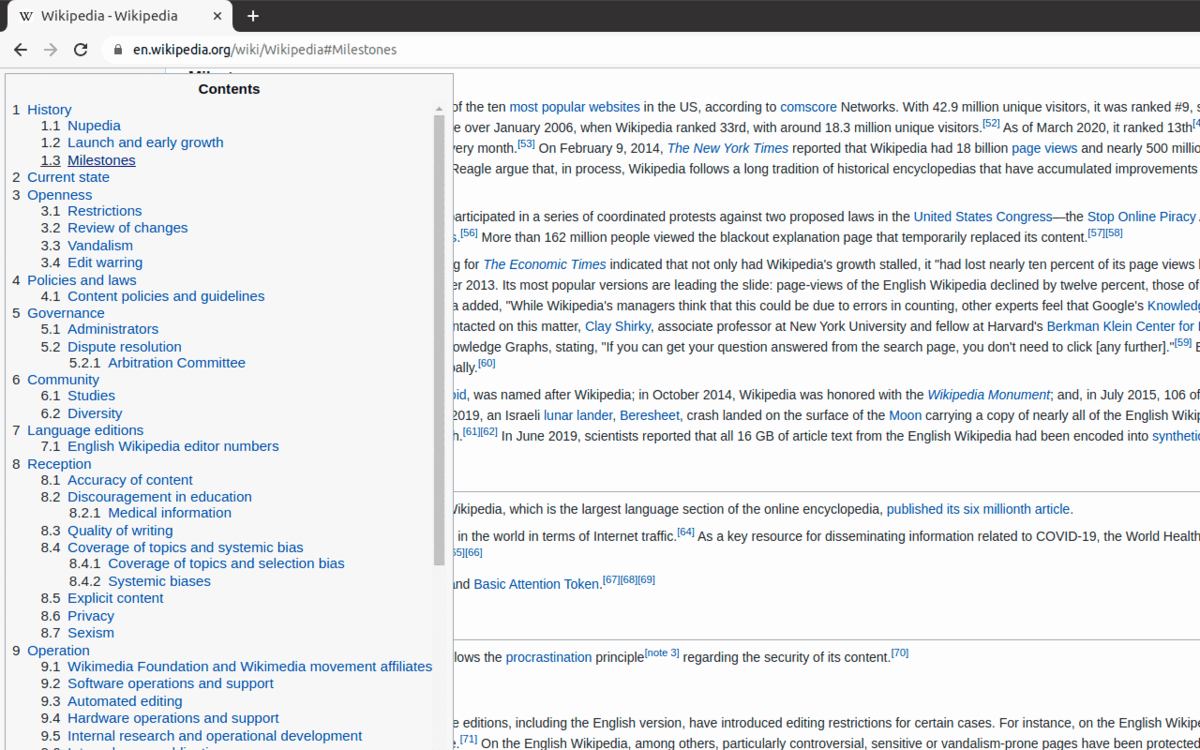 W Wikipedia - Wikipedia
en.wikipedia.org/wiki/Wikipedia#Milestones
Contents
1 History
1.1 Nupedia
1.2 Launch and early growth
1.3 Milestones
2 Current state
3 Openness
3.1 Restrictions
3.2 Review of changes
3.3 Vandalism
3.4 Edit warring
4 Policies and laws
4.1 Content policies and guidelines
5 Governance
5.1 Administrators
5.2 Dispute resolution
5.2.1 Arbitration Committee
6 Community
6.1 Studies
6.2 Diversity
7 Language editions
7.1 English Wikipedia editor numbers
8 Reception
8.1 Accuracy of content
8.2 Discouragement in education
8.2.1 Medical information
8.3 Quality of writing
8.4 Coverage of topics and systemic bias
8.4.1 Coverage of topics and selection bias
8.4.2 Systemic biases
8.5 Explicit content
8.6 Privacy
8.7 Sexism
9 Operation
9.1 Wikimedia Foundation and Wikimedia movement affiliates
9.2 Software operations and support
9.3 Automated editing
9.4 Hardware operations and support
9.5 Internal research and operational development
of the ten most popular websites in the US, according to comscore Networks. With 42.9 million unique visitors, it was ranked #9,
over January 2006, when Wikipedia ranked 33rd, with around 18.3 million unique visitors.[52] As of March 2020, it ranked 13th
month.[53] On February 9, 2014, The New York Times reported that Wikipedia had 18 billion page views and nearly 500
Reagle argue that, in process, Wikipedia follows a long tradition of historical encyclopedias that have accumulated improvements
participated in a series of coordinated protests against two proposed laws in the United States Congress—the Stop Online Piracy
[56] More than 162 million people viewed the blackout explanation page that temporarily replaced its content.[57][58]
for The Economic Times indicated that not only had Wikipedia's growth stalled, it "had lost nearly ten percent of its page views
2013. Its most popular versions are leading the slide: page-views of the English Wikipedia declined by twelve percent, those of
added, "While Wikipedia's managers think that this could be due to errors in counting, other experts feel that Google's
on this matter, Clay Shirky, associate professor at New York University and fellow at Harvard's Berkman Klein Center for
Graphs, stating, "If you can get your question answered from the search page, you don't need to click [any further]."[59]
[60]
was named after Wikipedia; in October 2014, Wikipedia was honored with the Wikipedia Monument; and, in July 2015, 106 of
2019, an Israeli lunar lander, Beresheet, crash landed on the surface of the Moon carrying a copy of nearly all of the English
[61][62] In June 2019, scientists reported that all 16 GB of article text from the English Wikipedia had been encoded into
Wikipedia, which is the largest language section of the online encyclopedia, published its six millionth article.
in the world in terms of Internet traffic.[64] As a key resource for disseminating information related to COVID-19, the World
[66]
and Basic Attention Token.[67][68][69]
the procrastination principle[note 3] regarding the security of its content.[70]
editions, including the English version, have introduced editing restrictions for certain cases. For instance, on the English
[71] On the English Wikipedia, among others, particularly controversial, sensitive or vandalism-prone pages have been